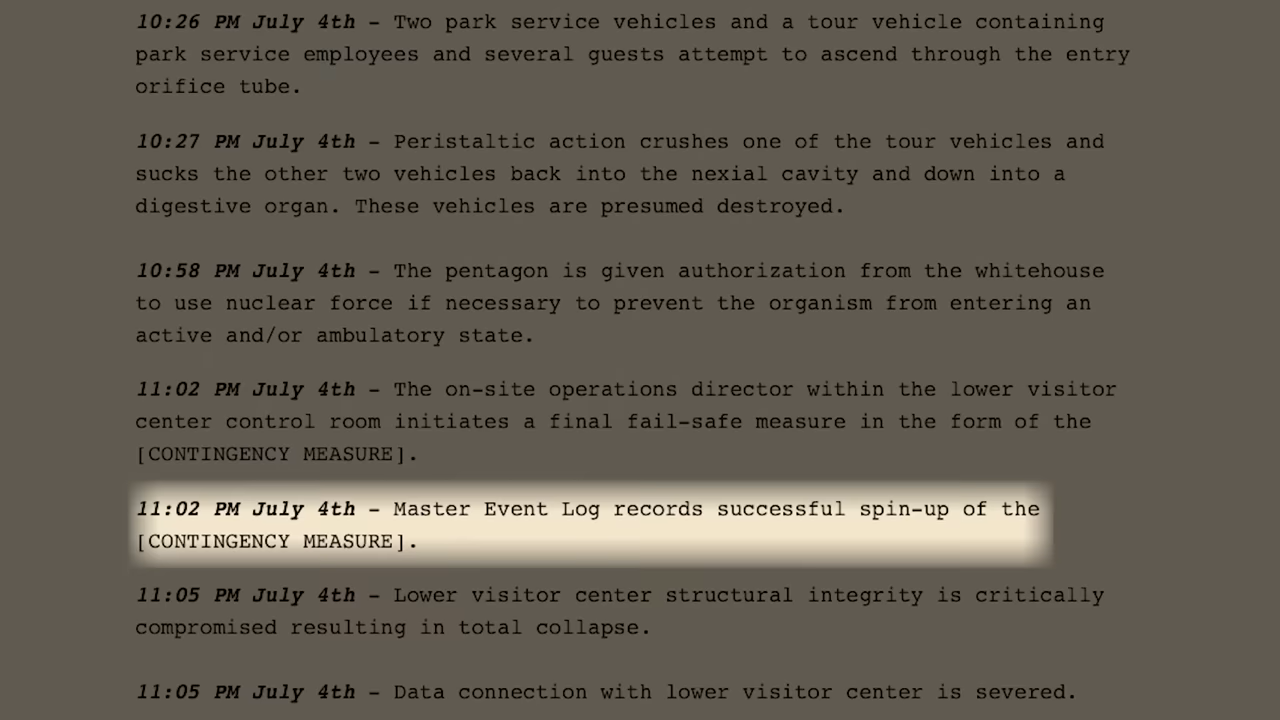 10:26 PM July 4th – Two park service vehicles and a tour vehicle containing
park service employees and several guests attempt to ascend through the entry
orifice tube.
10:27 PM July 4th – Peristaltic action crushes one of the tour vehicles and
sucks the other two vehicles back into the nexial cavity and down into a
digestive organ. These vehicles are presumed destroyed.
10:58 PM July 4th – The pentagon is given authorization from the whitehouse
to use nuclear force if necessary to prevent the organism from entering an
active and/or ambulatory state.
11:02 PM July 4th – The on-site operations director within the lower visitor
center control room initiates a final fail-safe measure in the form of the
[CONTINGENCY MEASURE].
11:02 PM July 4th – Master Event Log records successful spin-up of the
[CONTINGENCY MEASURE].
11:05 PM July 4th – Lower visitor center structural integrity is critically
compromised resulting in total collapse.
11:05 PM July 4th – Data connection with lower visitor center is severed.